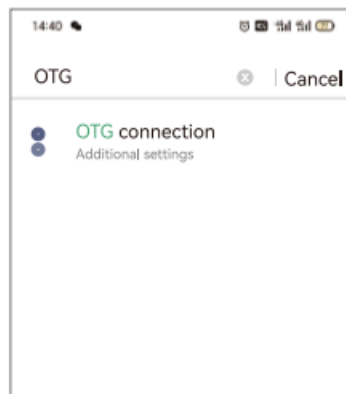 14:40
OTG
Cancel
OTG connection
Additional settings